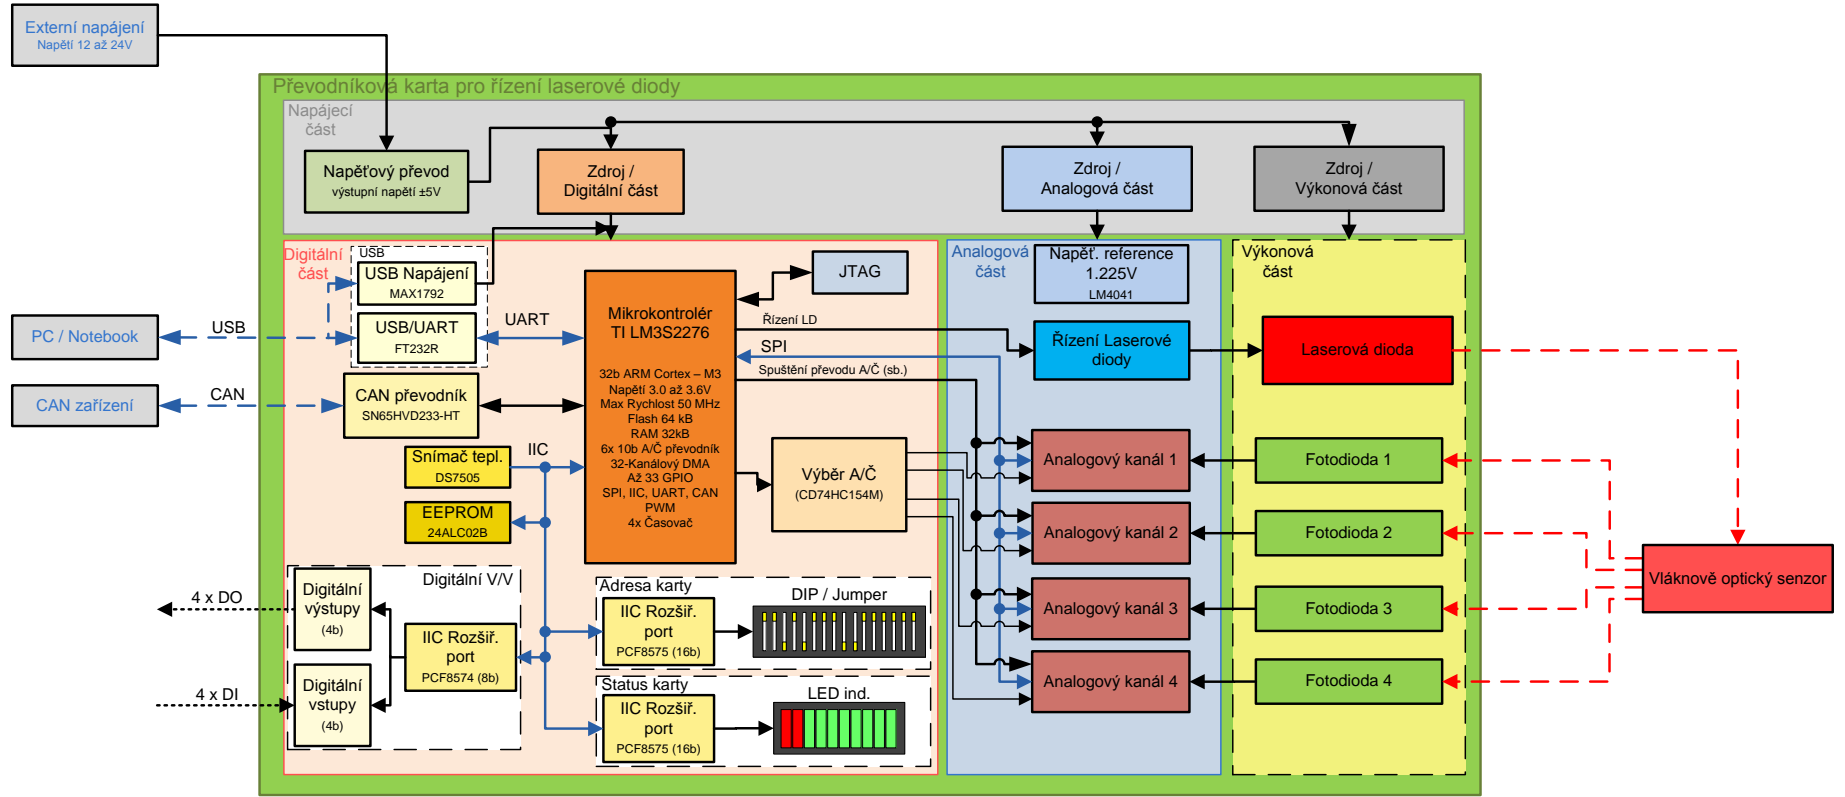 Externí napájení
Napětí 12 až 24V
Převodníková karta pro řízení laserové diody
Napájecí
část
Napěťový převod
výstupní napětí ±5V
Zdroj /
Digitální část
Zdroj /
Analogová část
Zdroj /
Výkonová část
Digitální
část
USB
USB Napájení
MAX1792
USB/UART
FT232R
UART
PC / Notebook
USB
CAN zařízení
CAN
CAN převodník
SN65HVD233-HT
Snímač tepl.
DS7505
IIC
EEPROM
24ALC02B
Mikrokontrolér
TI LM3S2276
32b ARM Cortex – M3
Napětí 3.0 až 3.6V
Max Rychlost 50 MHz
Flash 64 kB
RAM 32kB
6x 10b A/Č převodník
32-Kanálový DMA
Až 33 GPIO
SPI, IIC, UART, CAN
PWM
4x Časovač
JTAG
Řízení LD
SPI
Spuštění převodu A/Č (sb.)
Výběr A/Č
(CD74HC154M)
Digitální V/V
Digitální
výstupy
(4b)
Digitální
vstupy
(4b)
IIC Rozšiř.
port
PCF8574 (8b)
4 x DO
4 x DI
Adresa karty
IIC Rozšiř.
port
PCF8575 (16b)
DIP / Jumper
Status karty
IIC Rozšiř.
port
PCF8575 (16b)
LED ind.
Analogová
část
Napěť. reference
1.225V
LM4041
Řízení Laserové
diody
Analogový kanál 1
Analogový kanál 2
Analogový kanál 3
Analogový kanál 4
Výkonová
část
Laserová dioda
Fotodioda 1
Fotodioda 2
Fotodioda 3
Fotodioda 4
Vláknově optický senzor